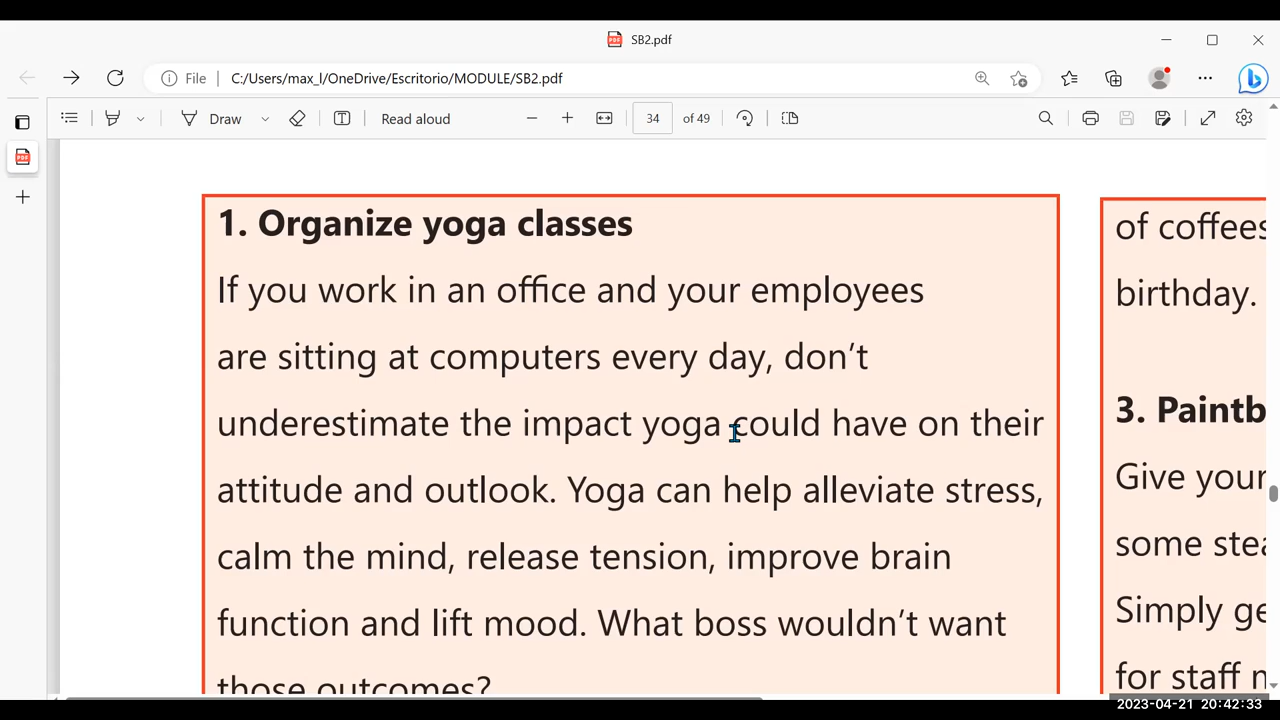 SB2.pdf
File
C:/Users/max_l/OneDrive/Escritorio/MODULE/SB2.pdf
Draw
Read aloud
34 of 49
1. Organize yoga classes
If you work in an office and your employees
are sitting at computers every day, don’t
underestimate the impact yoga could have on their
attitude and outlook. Yoga can help alleviate stress,
calm the mind, release tension, improve brain
function and lift mood. What boss wouldn’t want
those outcomes?
of coffees
birthday.
3. Paintb
Give your
some stea
Simply ge
for staff m
2023-04-21 20:42:33